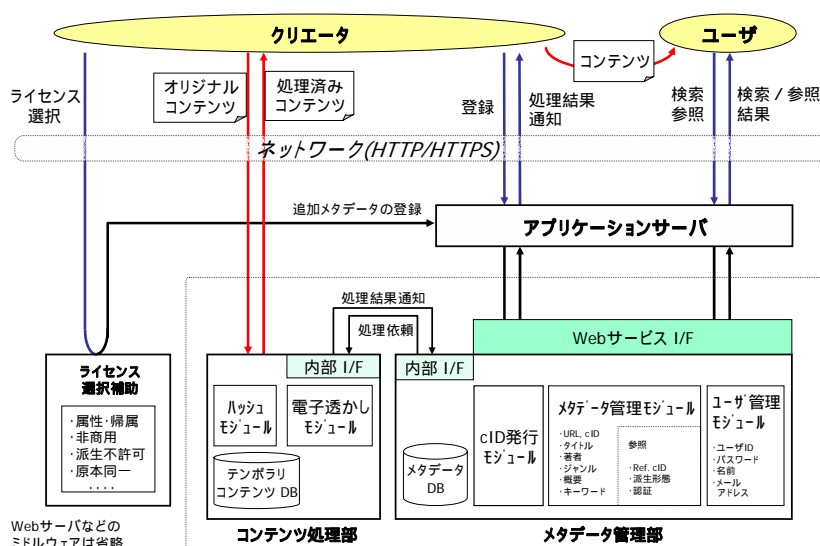 クリエータ
ユーザ
コンテンツ
ライセンス
選択
オリジナル
コンテンツ
処理済み
コンテンツ
登録
処理結果
通知
検索
参照
検索 / 参照
結果
ネットワーク(HTTP/HTTPS)
追加メタデータの登録
アプリケーションサーバ
処理結果通知
処理依頼
Webサービス I/F
内部 I/F
内部 I/F
ライセンス
選択補助
・属性・帰属
・非商用
・派生不許可
・原本同一
・・・・
ハッシュ
モジュール
電子透かし
モジュール
テンポラリ
コンテンツ DB
メタデータ
DB
cID発行
モジュール
メタデータ管理モジュール
・URL, cID
・タイトル
・著者
・ジャンル
・概要
・キーワード
参照
・Ref. cID
・派生形態
・認証
ユーザ管理
モジュール
・ユーザID
・パスワード
・名前
・メール
アドレス
Webサーバなどの
ミドルウェアは省略
コンテンツ処理部
メタデータ管理部